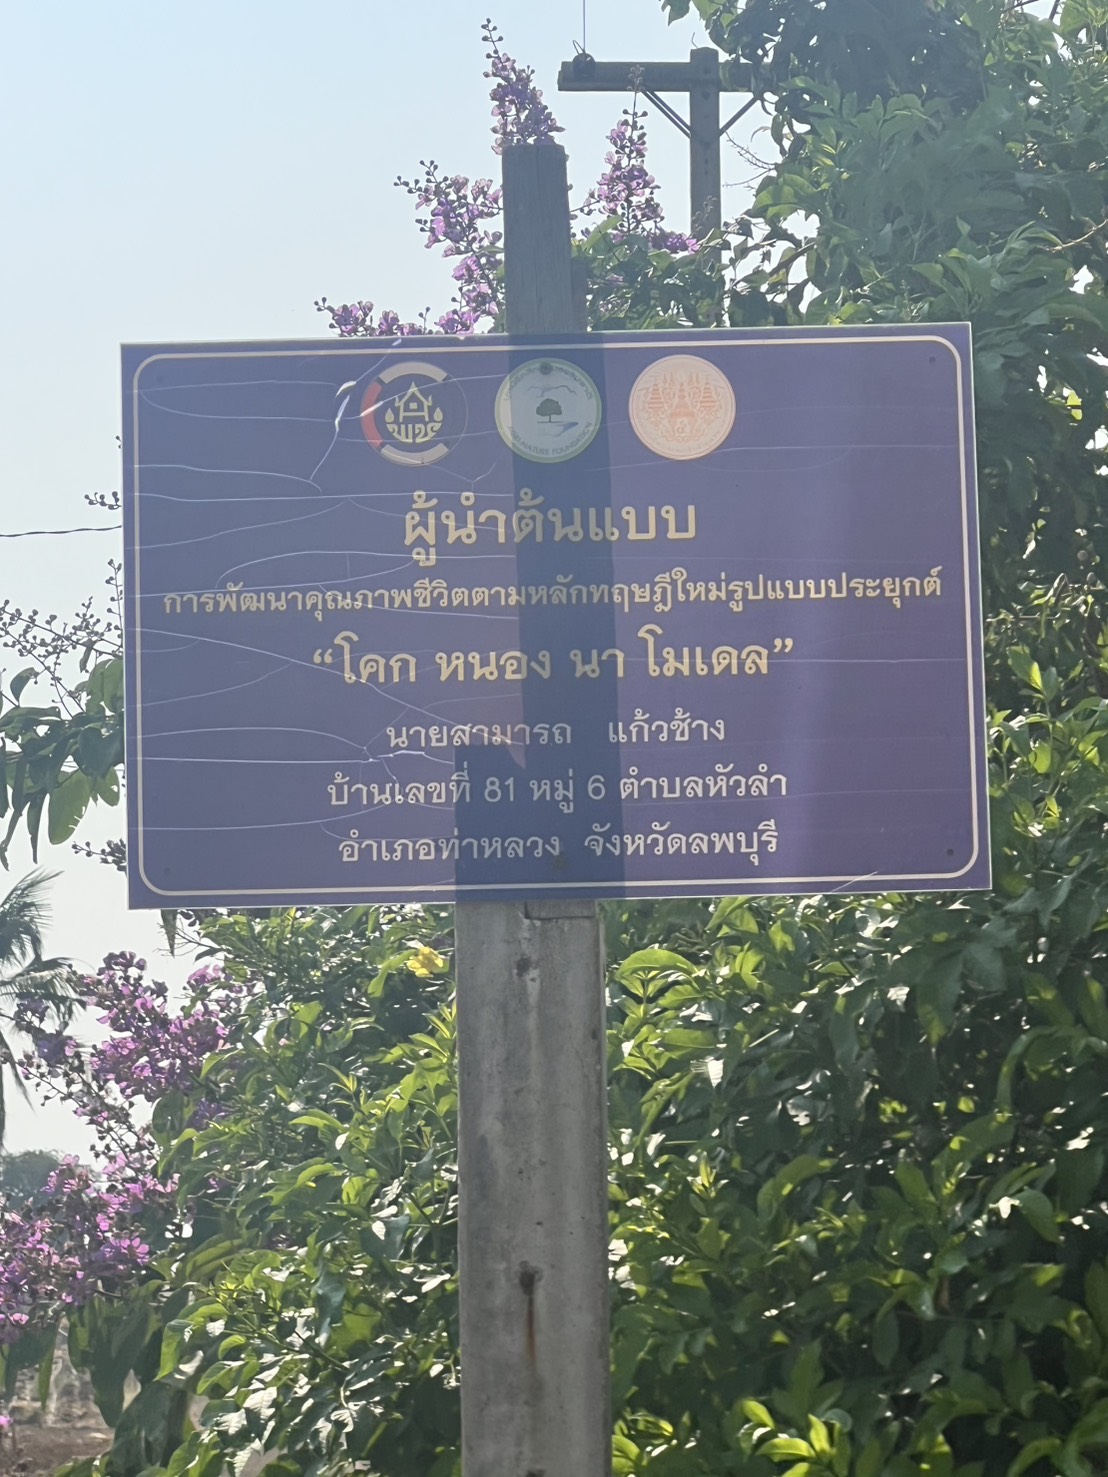 พช
ผู้นำต้นแบบ
การพัฒนาคุณภาพชีวิตตามหลักทฤษฎีใหม่รูปแบบประยุกต์
“โคก หนอง นา โมเดล”
นายสามารถ แก้วช้าง
บ้านเลขที่ 81 หมู่ 6 ตำบลหัวลำ
อำเภอท่าหลวง จังหวัดลพบุรี